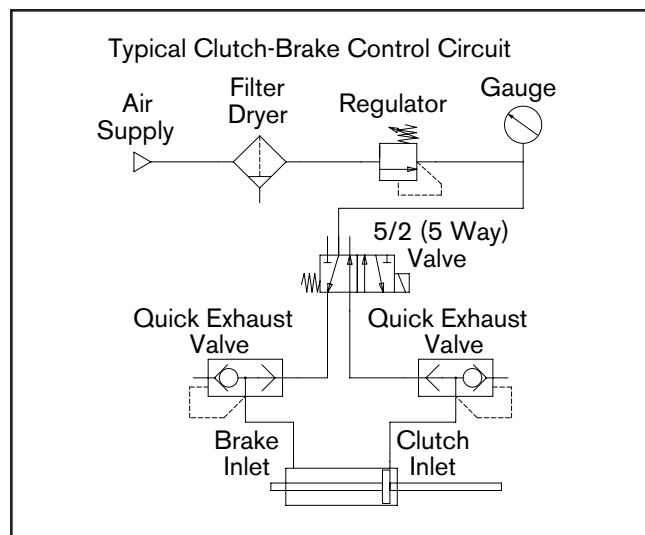 Typical Clutch-Brake Control Circuit
Air
Supply
Filter
Dryer
Regulator
Gauge
5/2 (5 Way)
Valve
Quick Exhaust
Valve
Quick Exhaust
Valve
Brake
Inlet
Clutch
Inlet